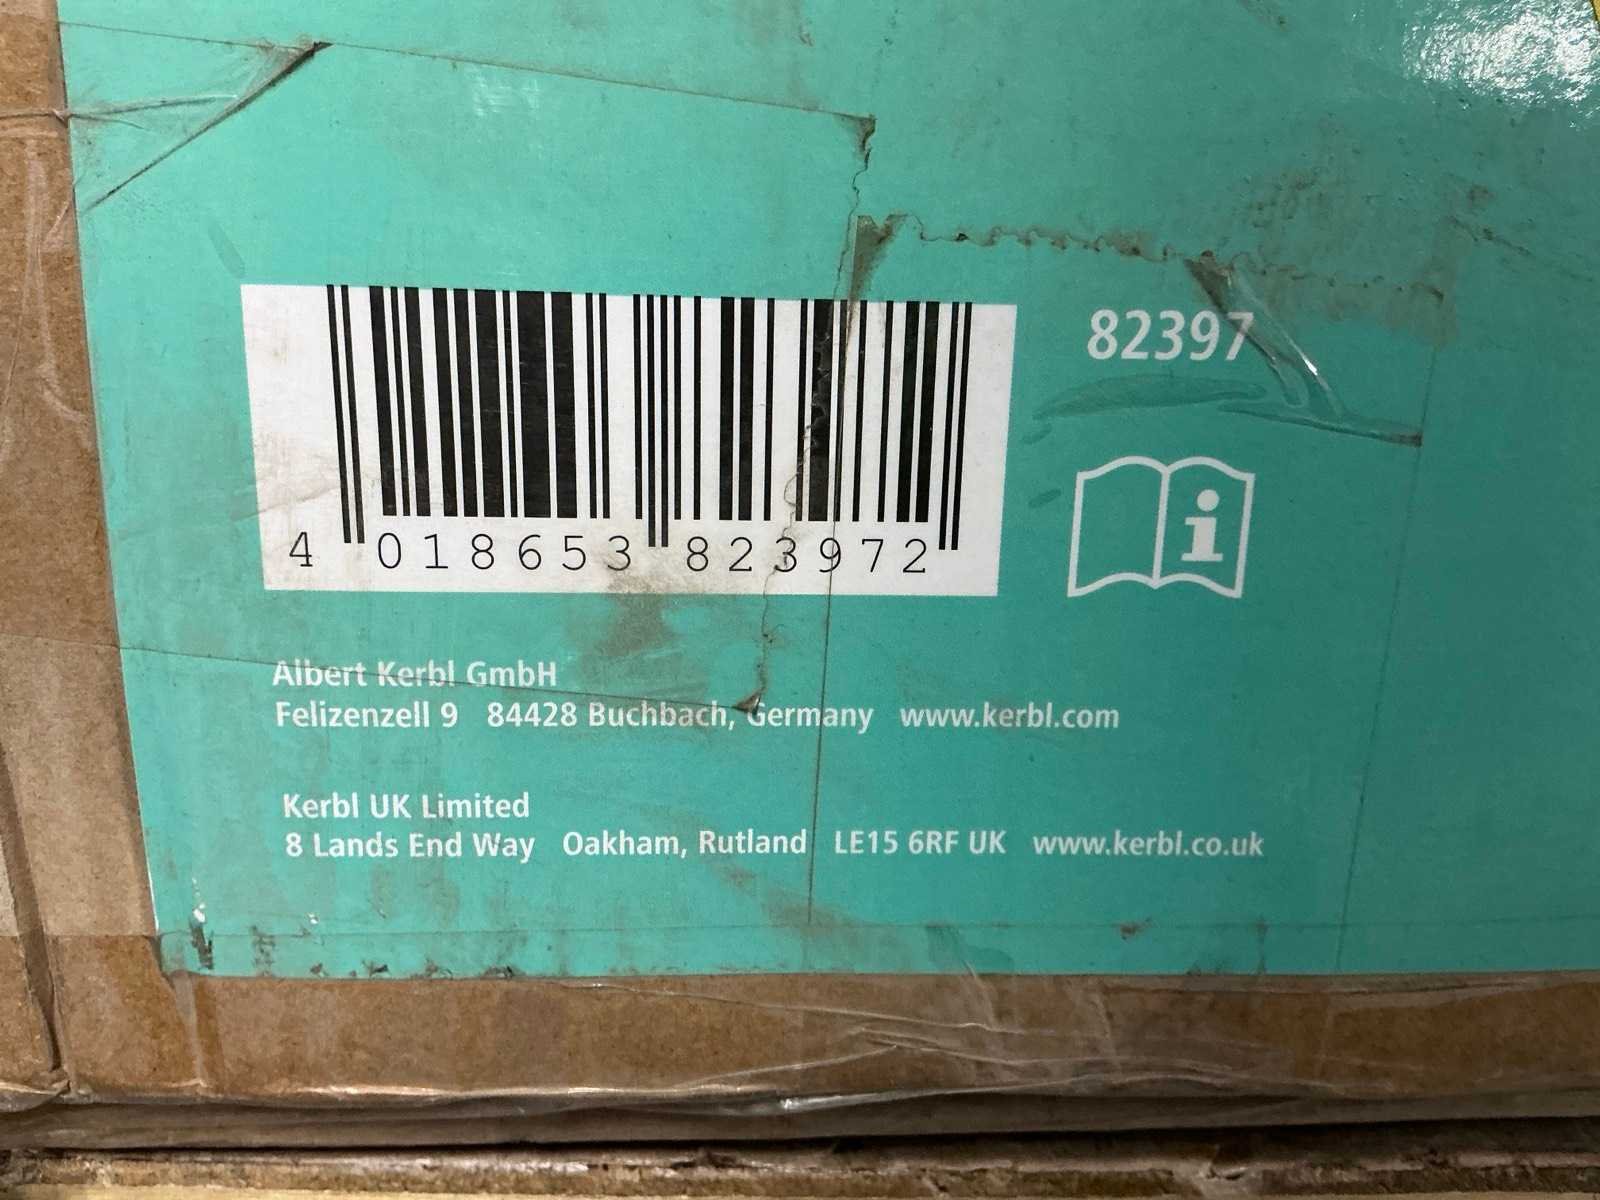 82397
4 018653 823972
Albert Kerbl GmbH
Felizenzell 9 84428 Buchbach, Germany www.kerbl.com
Kerbl UK Limited
8 Lands End Way Oakham, Rutland LE15 6RF UK www.kerbl.co.uk